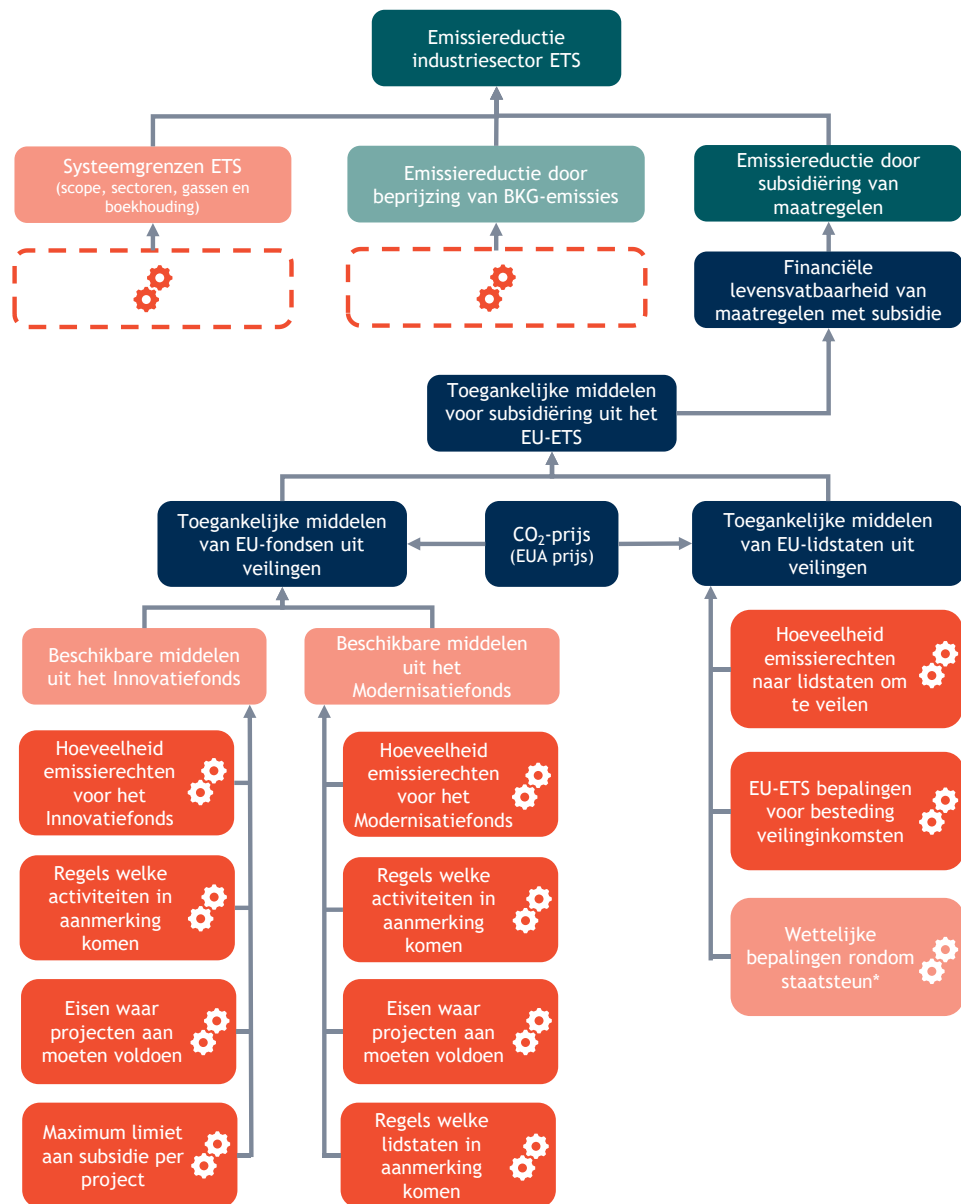 Emissiereductie
industriesector ETS
Systeemgrenzen ETS
(scope, sectoren, gassen en
boekhouding)
Emissiereductie door
beprijzing van BKG-emissies
Emissiereductie door
subsidiëring van
maatregelen
Financiële
levensvatbaarheid van
maatregelen met subsidie
Toegankelijke middelen
voor subsidiëring uit het
EU-ETS
Toegankelijke middelen
van EU-fondsen uit
veilingen
CO₂-prijs
(EUA prijs)
Toegankelijke middelen
van EU-lidstaten uit
veilingen
Beschikbare middelen
uit het Innovatiefonds
Beschikbare middelen
uit het
Modernisatiefonds
Hoeveelheid
emissierechten
naar lidstaten om
te veilen
Hoeveelheid
emissierechten
voor het
Innovatiefonds
Hoeveelheid
emissierechten
voor het
Modernisatiefonds
EU-ETS bepalingen
voor besteding
veilinginkomsten
Regels welke
activiteiten in
aanmerking
komen
Regels welke
activiteiten in
aanmerking
komen
Wettelijke
bepalingen rondom
staatsteun*
Eisen waar
projecten aan
moeten voldoen
Eisen waar
projecten aan
moeten voldoen
Maximum limiet
aan subsidie per
project
Regels welke
lidstaten in
aanmerking
komen